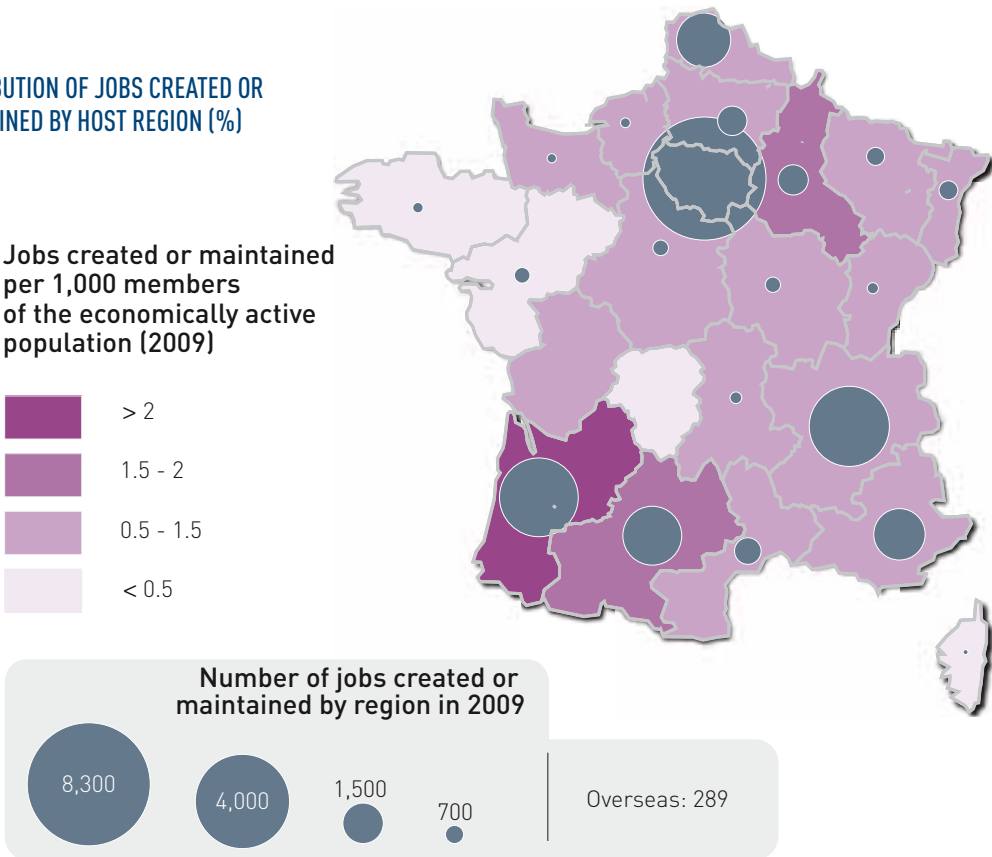 BUTION OF JOBS CREATED OR
INED BY HOST REGION (%)
Jobs created or maintained
per 1,000 members
of the economically active
population (2009)
> 2
1.5 - 2
0.5 - 1.5
< 0.5
Number of jobs created or
maintained by region in 2009
8,300
4,000
1,500
700
Overseas: 289